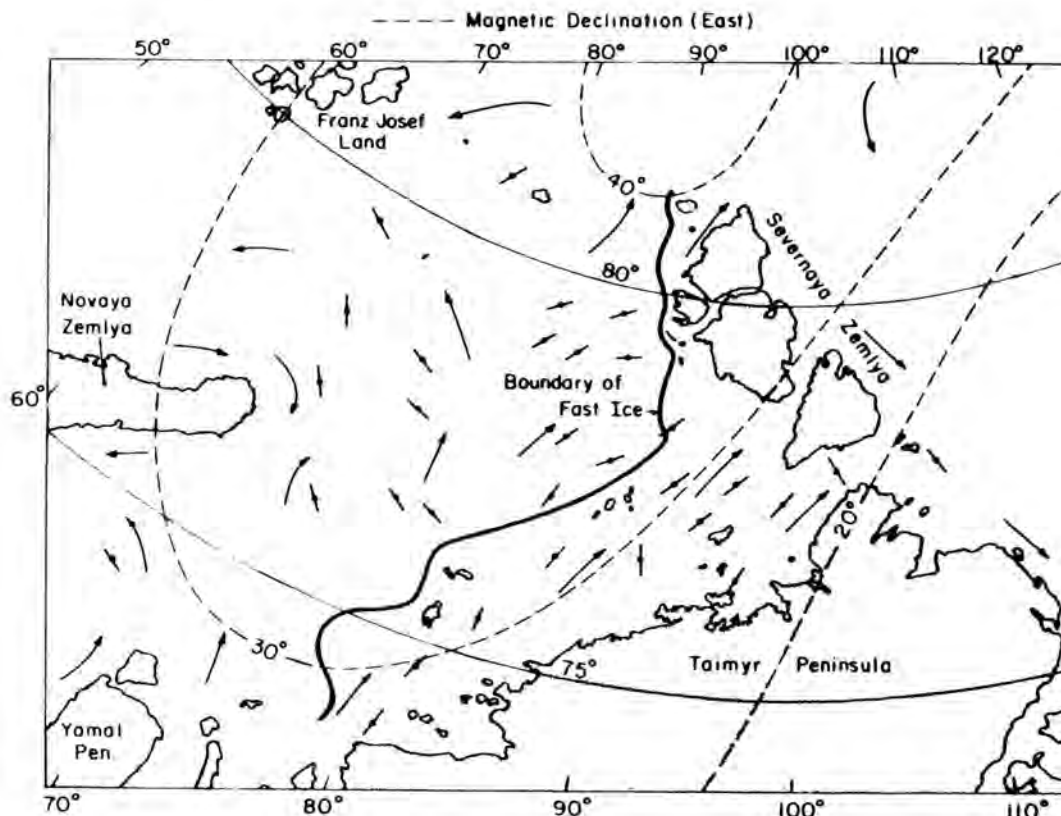 Magnetic Declination (East)
50° 60° 70° 80° 90° 100° 110° 120°
Franz Josef
Land
40°
Severnaya
Zemlya
80°
Novaya
Zemlya
60°
Boundary of
Fast Ice
20°
30°
75°
Taimyr Peninsula
Yamal
Pen.
70° 80° 90° 100° 110°